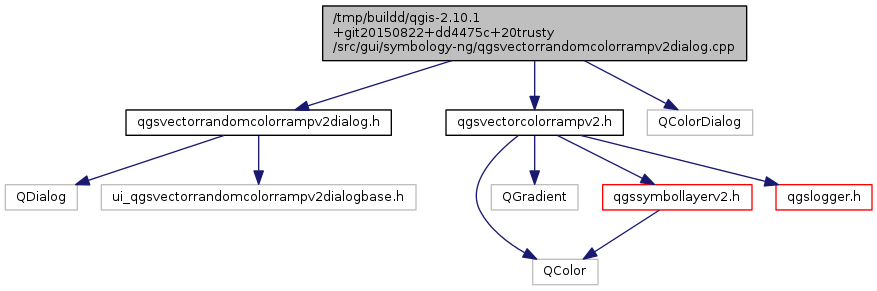 /tmp/buildd/qgis-2.10.1
+git20150822+dd4475c+20trusty
/src/gui/symbology-ng/qgsvectorrandomcolorrampv2dialog.cpp
qgsvectorrandomcolorrampv2dialog.h
qgsvectorcolorrampv2.h
QColorDialog
QDialog
ui_qgsvectorrandomcolorrampv2dialogbase.h
QGradient
qgssymbollayerv2.h
qgslogger.h
QColor